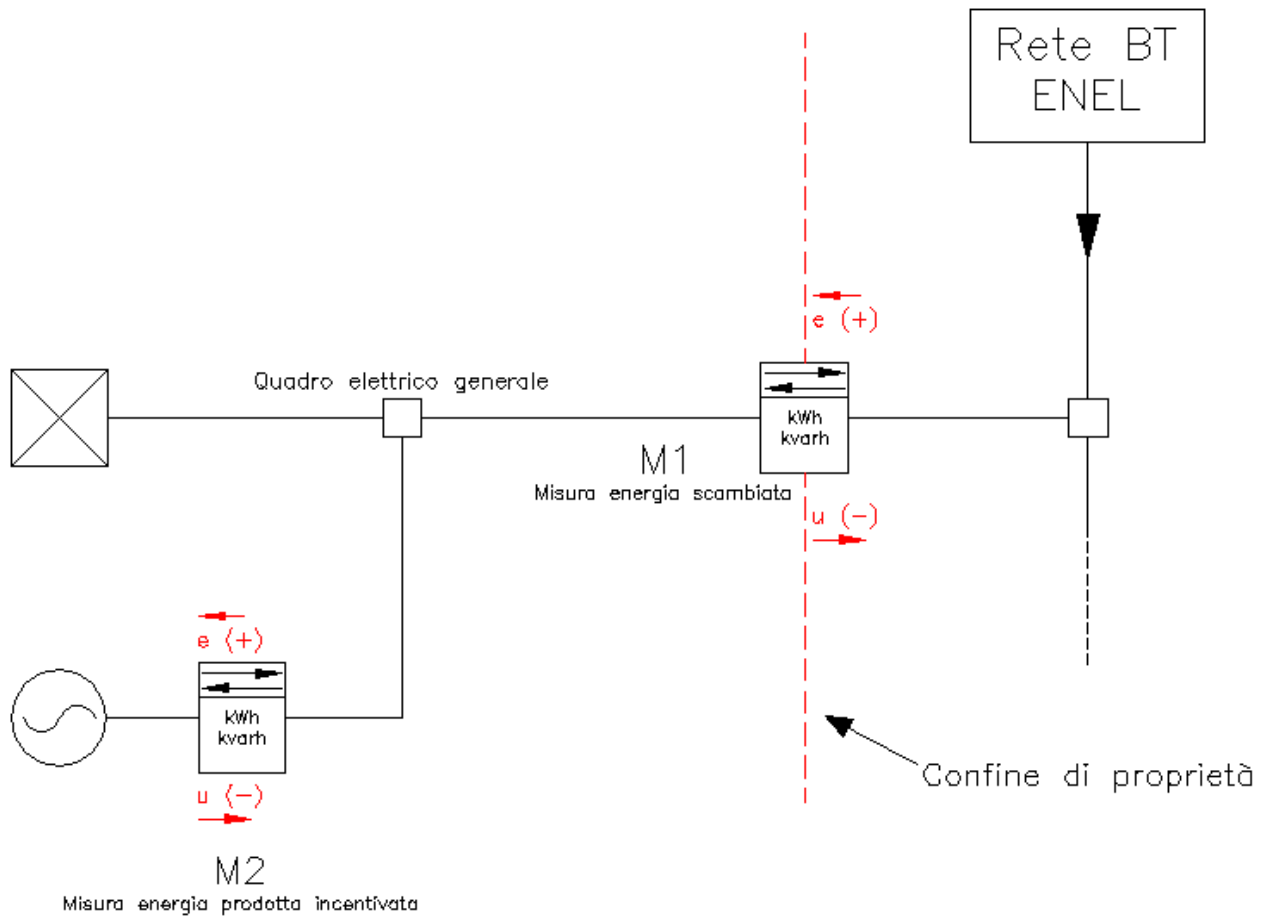 Rete BT
ENEL
e (+)
Quadro elettrico generale
kWh
kvarh
M1
Misura energia scambiata
u (-)
e (+)
kWh
kvarh
u (-)
Confine di proprietà
M2
Misura energia prodotta incentivata